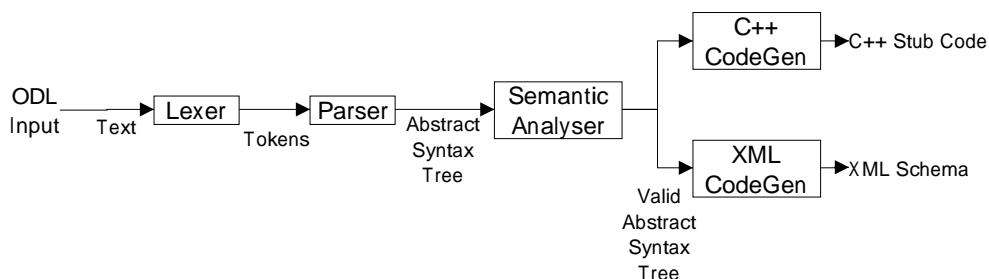 ODL
Input
Text
Lexer
Tokens
Parser
Abstract
Syntax
Tree
Semantic
Analyser
Valid
Abstract
Syntax
Tree
C++
CodeGen
C++ Stub Code
XML
CodeGen
XML Schema